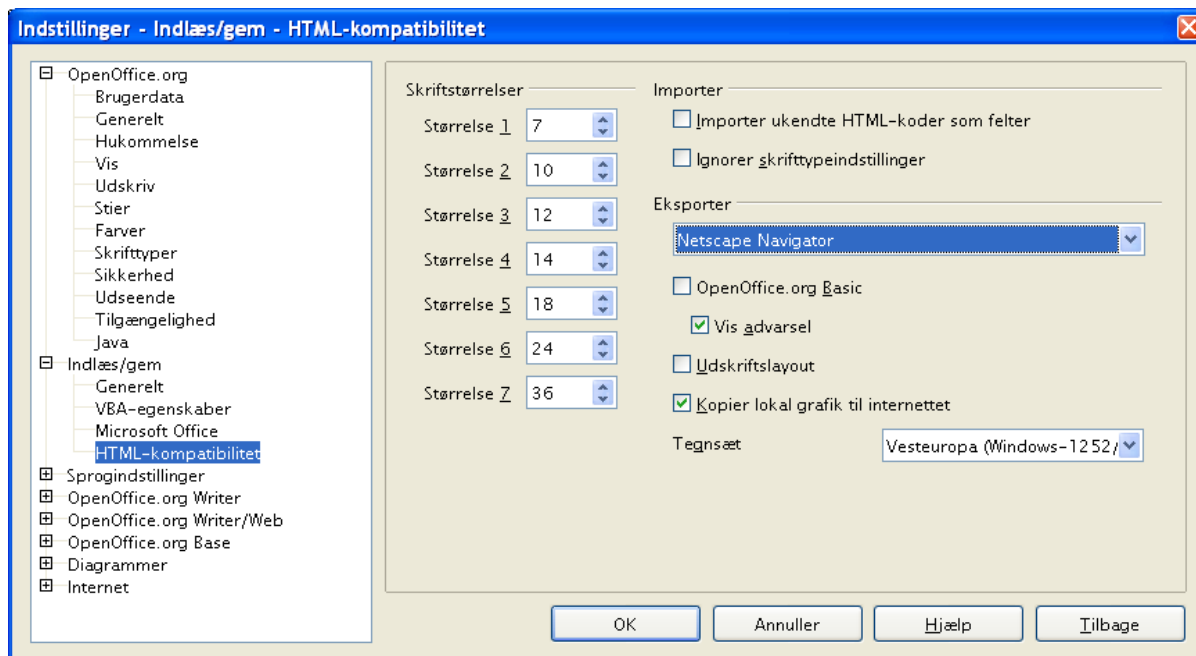 Indstillinger - Indlæs/gem - HTML-kompatibilitet
OpenOffice.org
Brugerdata
Generelt
Hukommelse
Vis
Udskriv
Stier
Farver
Skrifttyper
Sikkerhed
Udseende
Tilgængelighed
Java
Indlæs/gem
Generelt
VBA-egenskaber
Microsoft Office
HTML-kompatibilitet
Sprogindstillinger
OpenOffice.org Writer
OpenOffice.org Writer/Web
OpenOffice.org Base
Diagrammer
Internet
Skriftstørrelser
Størrelse 1 7
Størrelse 2 10
Størrelse 3 12
Størrelse 4 14
Størrelse 5 18
Størrelse 6 24
Størrelse 7 36
Importer
Importer ukendte HTML-koder som felter
Ignorer skrifttypeindstillinger
Eksporter
Netscape Navigator
OpenOffice.org Basic
Vis advarsel
Udskriftslayout
Kopier lokal grafik til internettet
Tegnsæt Vesteuropa (Windows-1252/
OK Annuller Hjælp Tilbage